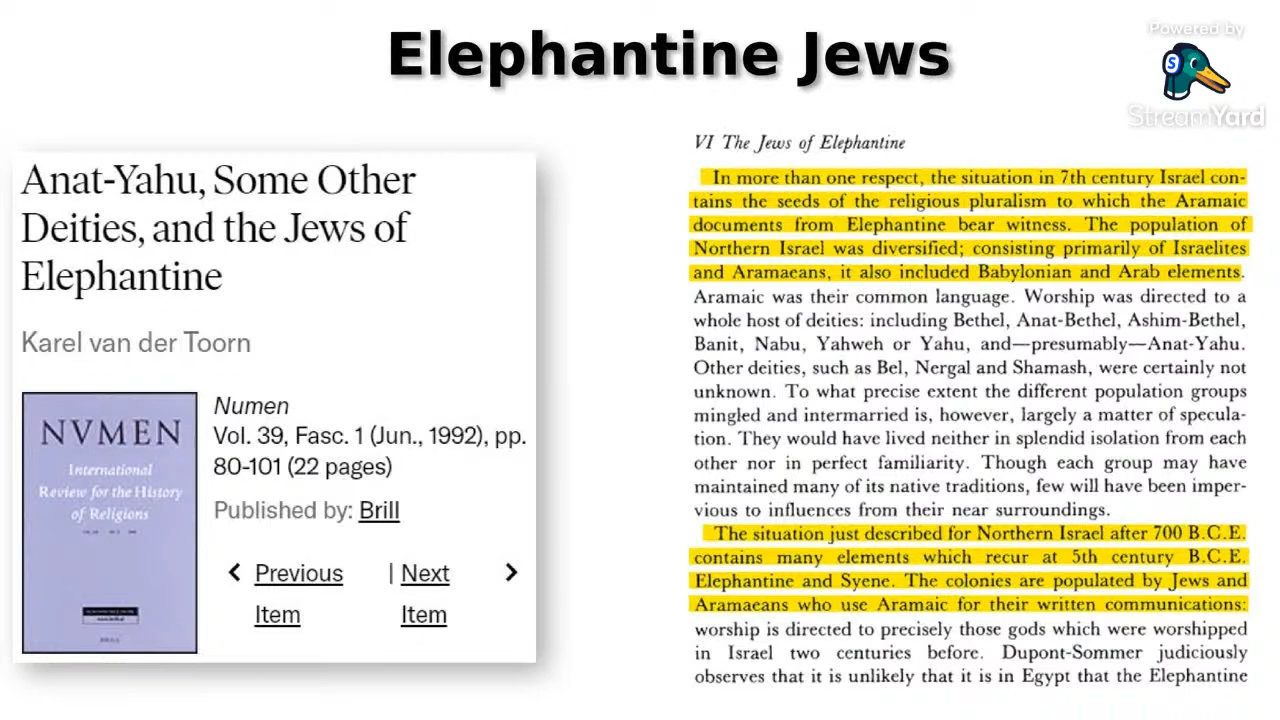 Elephantine Jews
Powered by
StreamYard
Anat-Yahu, Some Other
Deities, and the Jews of
Elephantine
Karel van der Toorn
NVMEN
International
Review for the History
of Religions
Numen
Vol. 39, Fasc. 1 (Jun., 1992), pp.
80-101 (22 pages)
Published by: Brill
Previous
Item
| Next
Item
VI The Jews of Elephantine
In more than one respect, the situation in 7th century Israel con-
tains the seeds of the religious pluralism to which the Aramaic
documents from Elephantine bear witness. The population of
Northern Israel was diversified; consisting primarily of Israelites
and Aramaeans, it also included Babylonian and Arab elements.
Aramaic was their common language. Worship was directed to a
whole host of deities: including Bethel, Anat-Bethel, Ashim-Bethel,
Banit, Nabu, Yahweh or Yahu, and—presumably—Anat-Yahu.
Other deities, such as Bel, Nergal and Shamash, were certainly not
unknown. To what precise extent the different population groups
mingled and intermarried is, however, largely a matter of specula-
tion. They would have lived neither in splendid isolation from each
other nor in perfect familiarity. Though each group may have
maintained many of its native traditions, few will have been imper-
vious to influences from their near surroundings.
The situation just described for Northern Israel after 700 B.C.E.
contains many elements which recur at 5th century B.C.E.
Elephantine and Syene. The colonies are populated by Jews and
Aramaeans who use Aramaic for their written communications:
worship is directed to precisely those gods which were worshipped
in Israel two centuries before. Dupont-Sommer judiciously
observes that it is unlikely that it is in Egypt that the Elephantine